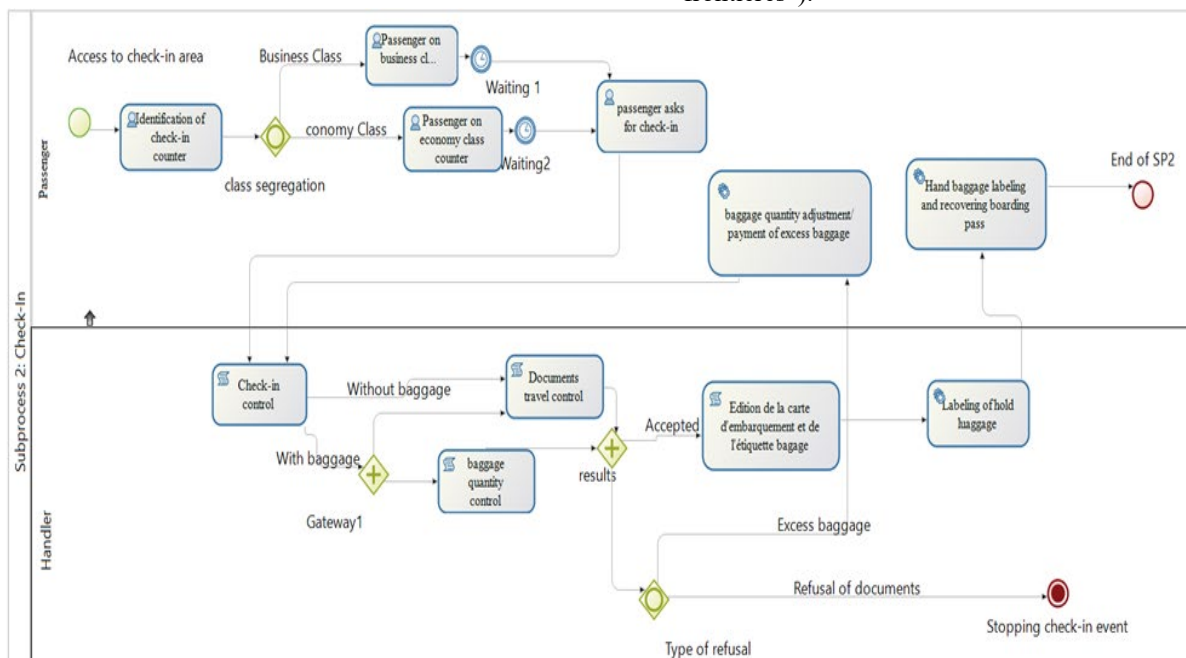 frontieres ).
Subprocess 2: Check-In
Passenger
Access to check-in area
Identification of
check-in
counter
class segregation
Business Class
Passenger on
business cl...
Waiting 1
conomy Class
Passenger on
economy class
counter
Waiting2
passenger asks
for check-in
baggage quantity adjustment/
payment of excess baggage
Hand baggage labeling
and recovering boarding
pass
End of SP2
Handler
Check-in
control
Without baggage
With baggage
Gateway1
Documents
travel control
baggage
quantity
control
results
Accepted
Edition de la carte
d'embarquement et de
l'étiquette bagage
Labeling of hold
luaggage
Excess baggage
Type of refusal
Refusal of documents
Stopping check-in event